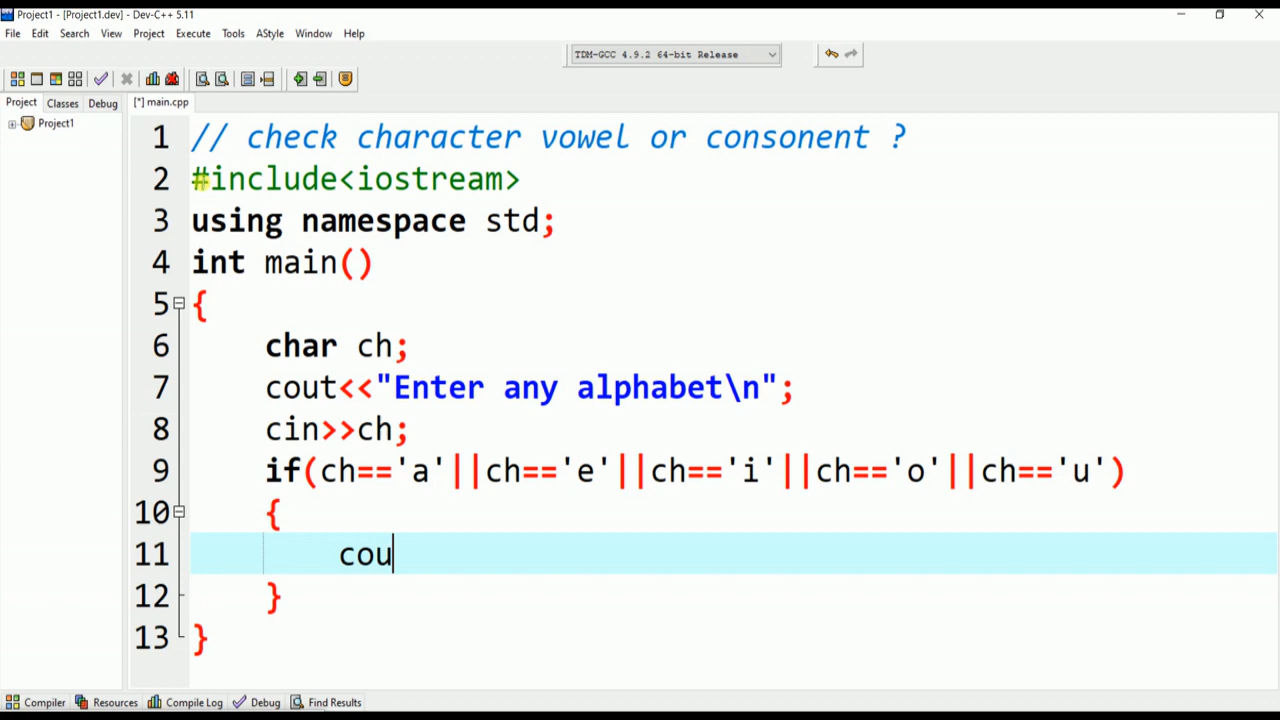 Project1 - [Project1.dev] - Dev-C++ 5.11
File Edit Search View Project Execute Tools AStyle Window Help
TDM-GCC 4.9.2 64-bit Release
Project Classes Debug [*] main.cpp
Project1
1 // check character vowel or consonent ?
2 #include<iostream>
3 using namespace std;
4 int main()
5 {
6 char ch;
7 cout<<"Enter any alphabet\n";
8 cin>>ch;
9 if(ch=='a'||ch=='e'||ch=='i'||ch=='o'||ch=='u')
10 {
11 cou
12 }
13 }
Compiler Resources Compile Log Debug Find Results